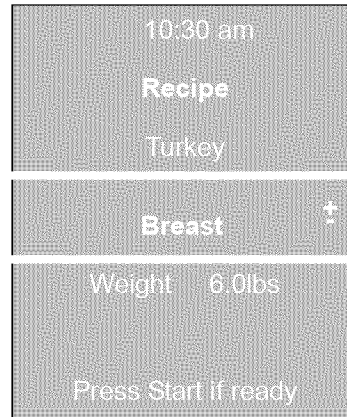 10:30 am
Recipe
Turkey
Breast +-
Weight 6.0lbs
Press Start if ready